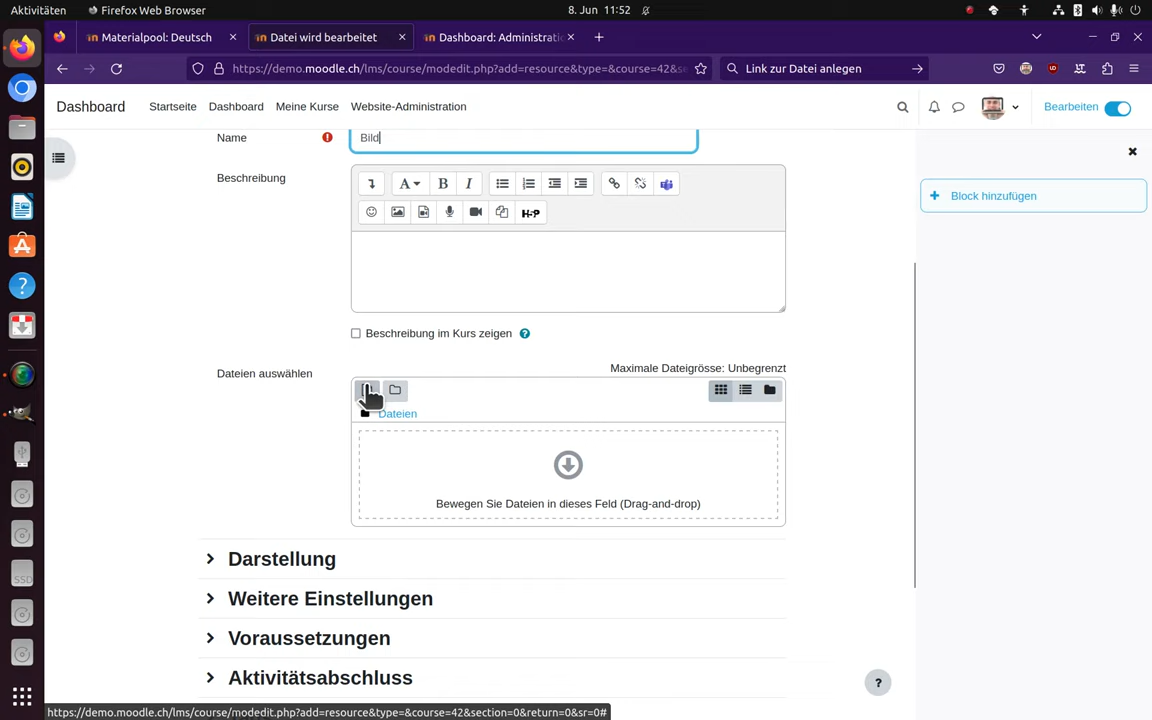 Aktivitäten
Firefox Web Browser
8. Jun 11:52
Materialpool: Deutsch
Datei wird bearbeitet
Dashboard: Administrati
https://demo.moodle.ch/lms/course/modedit.php?add=resource&type=&course=42&se
Link zur Datei anlegen
Dashboard
Startseite
Dashboard
Meine Kurse
Website-Administration
Bearbeiten
Name
Bild
Block hinzufügen
Beschreibung
A
B
I
H-P
Beschreibung im Kurs zeigen
Maximale Dateigrösse: Unbegrenzt
Dateien auswählen
Dateien
Bewegen Sie Dateien in dieses Feld (Drag-and-drop)
Darstellung
Weitere Einstellungen
Voraussetzungen
Aktivitätsabschluss
?
SSD
https://demo.moodle.ch/lms/course/modedit.php?add=resource&type=&course=42&section=0&return=0&sr=0#